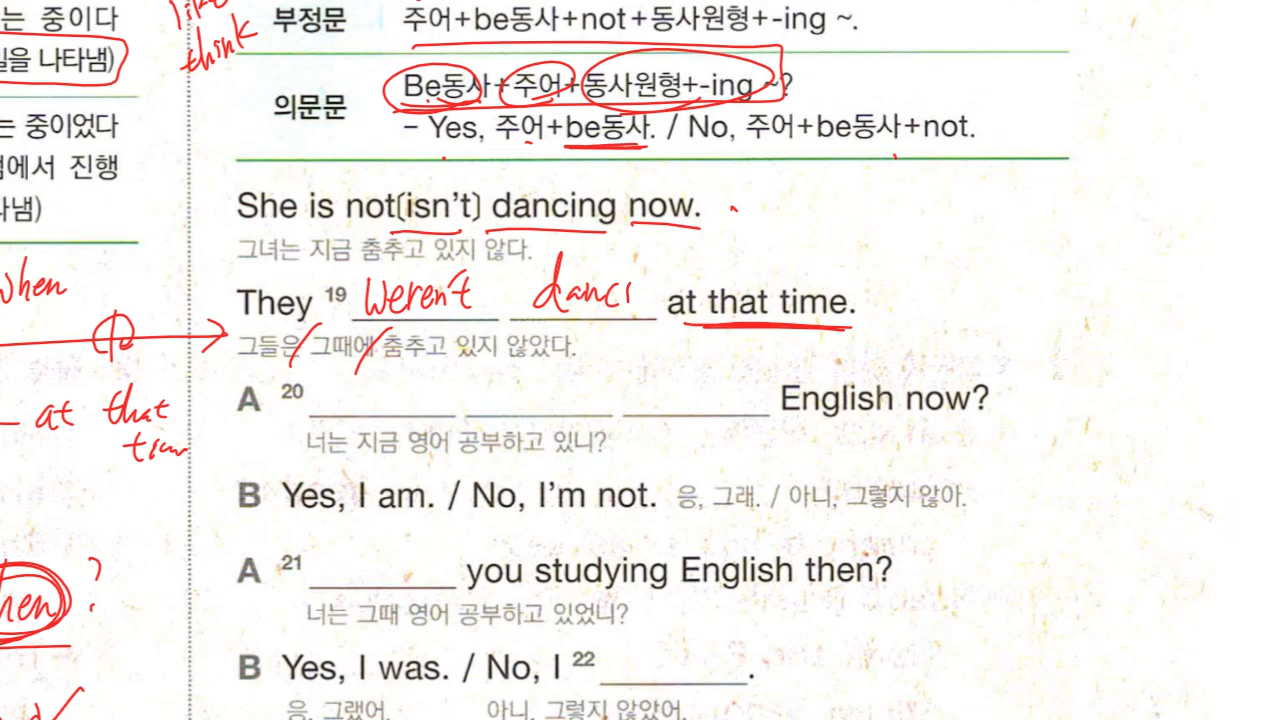 는 중이다
like
think
부정문 주어+be동사+not+동사원형+-ing ~.
일을 나타냄)
의문문 Be동사+주어+동사원형+-ing ~?
– Yes, 주어+be동사. / No, 주어+be동사+not.
는 중이었다
에서 진행
나냄)
She is not(isn't) dancing now.
그녀는 지금 춤추고 있지 않다.
when
They 19 weren't danci at that time.
그들은 그때에 춤추고 있지 않았다.
at that
A 20 English now?
너는 지금 영어 공부하고 있니?
B Yes, I am. / No, I'm not. 응, 그래. / 아니, 그렇지 않아.
hen ?
A 21 you studying English then?
너는 그때 영어 공부하고 있었니?
B Yes, I was. / No, I 22 .
응, 그랬어. 아니, 그렇지 않았어.